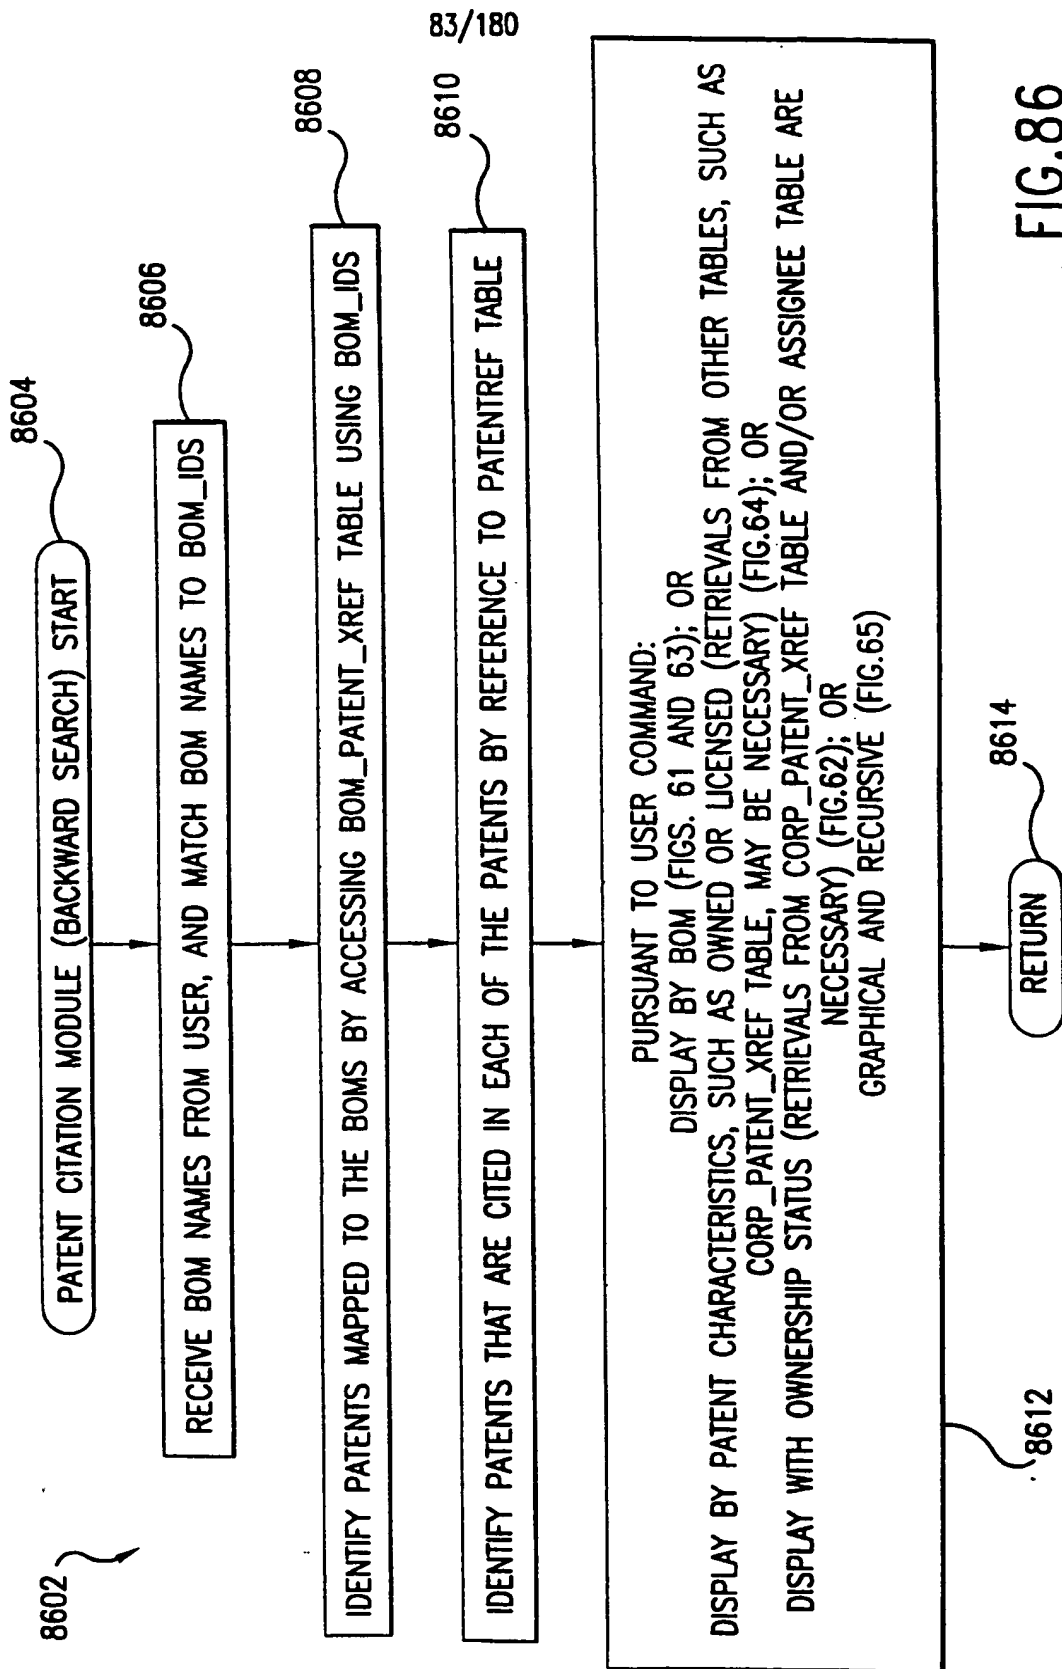 83/180
8602
PATENT CITATION MODULE (BACKWARD SEARCH) START
8604
RECEIVE BOM NAMES FROM USER, AND MATCH BOM NAMES TO BOM_IDS
8606
IDENTIFY PATENTS MAPPED TO THE BOMS BY ACCESSING BOM_PATENT_XREF TABLE USING BOM_IDS
8608
IDENTIFY PATENTS THAT ARE CITED IN EACH OF THE PATENTS BY REFERENCE TO PATENTREF TABLE
8610
PURSUANT TO USER COMMAND:
DISPLAY BY BOM (FIGS. 61 AND 63); OR
DISPLAY BY PATENT CHARACTERISTICS, SUCH AS OWNED OR LICENSED (RETRIEVALS FROM OTHER TABLES, SUCH AS
CORP_PATENT_XREF TABLE, MAY BE NECESSARY) (FIG.64); OR
DISPLAY WITH OWNERSHIP STATUS (RETRIEVALS FROM CORP_PATENT_XREF TABLE AND/OR ASSIGNEE TABLE ARE
NECESSARY) (FIG.62); OR
GRAPHICAL AND RECURSIVE (FIG.65)
8612
RETURN
8614
FIG.86